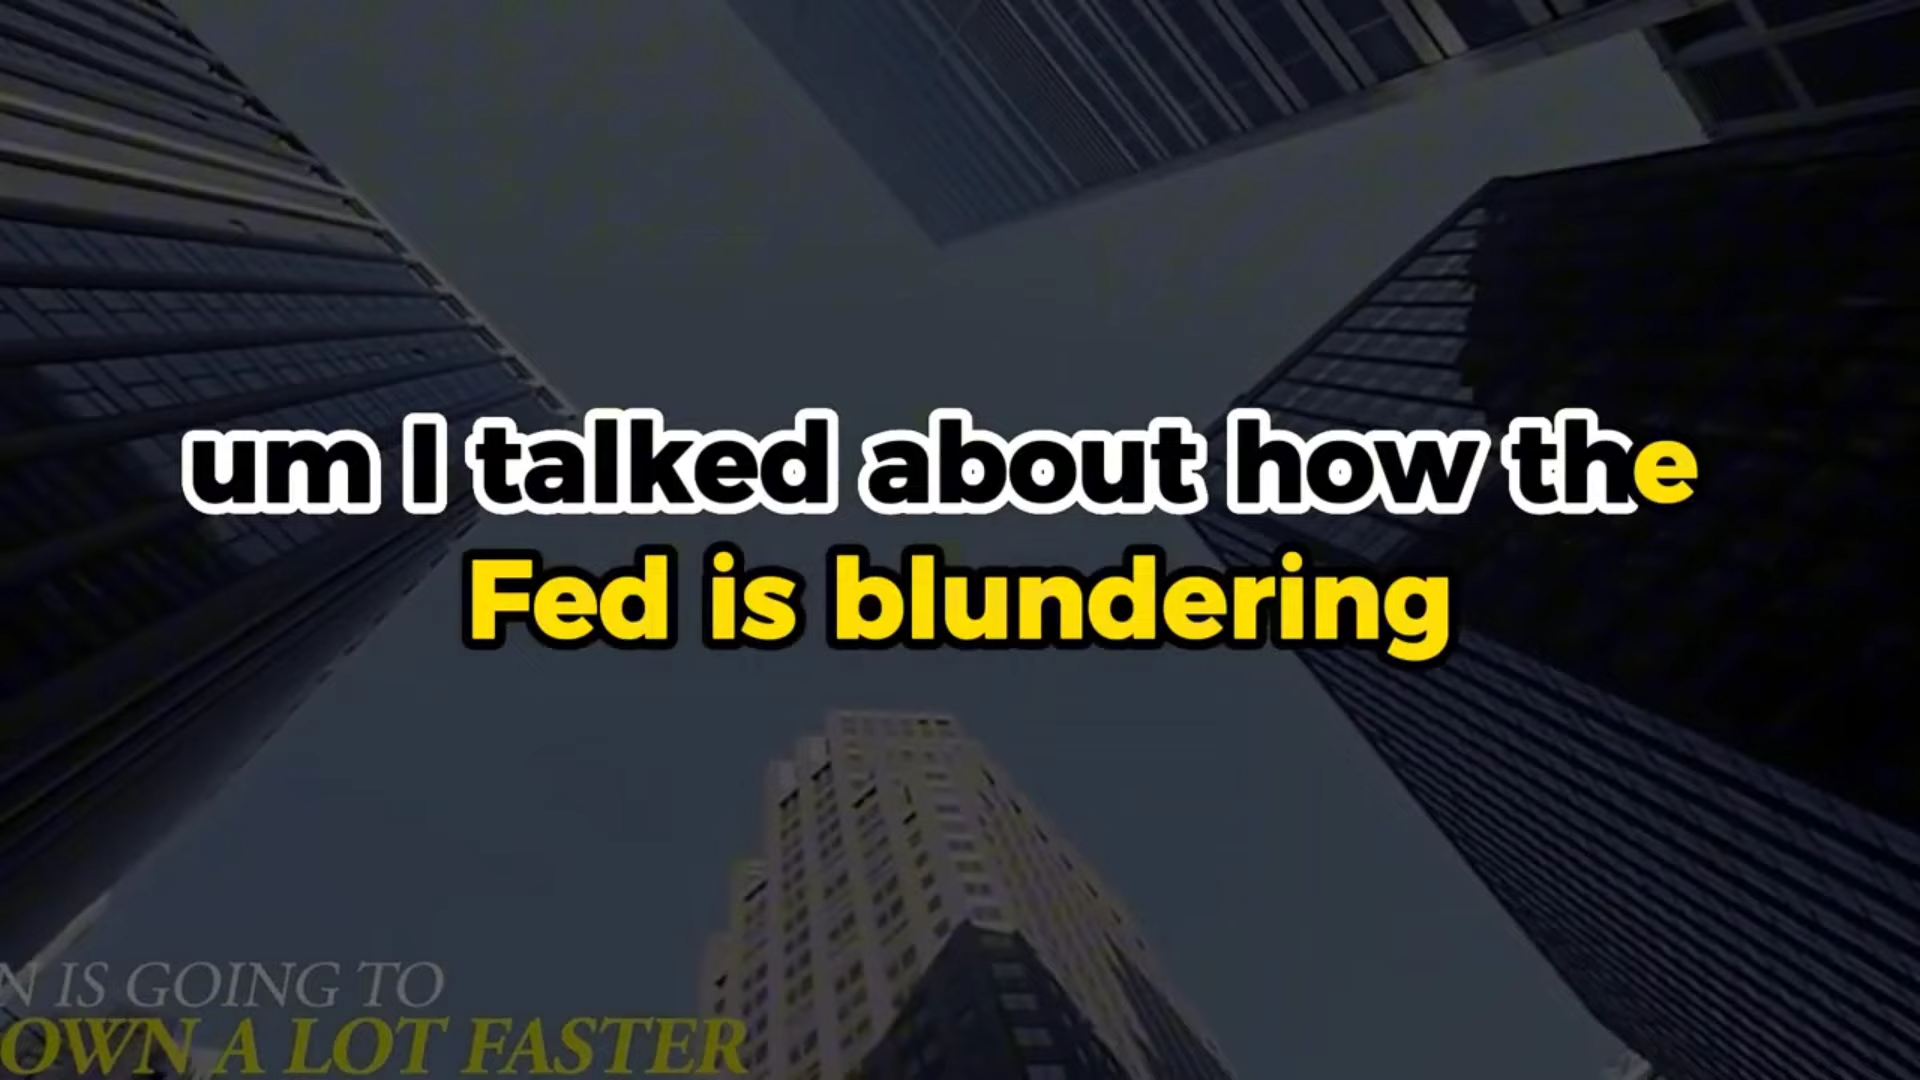 um I talked about how the
Fed is blundering
N IS GOING TO
OWN A LOT FASTER